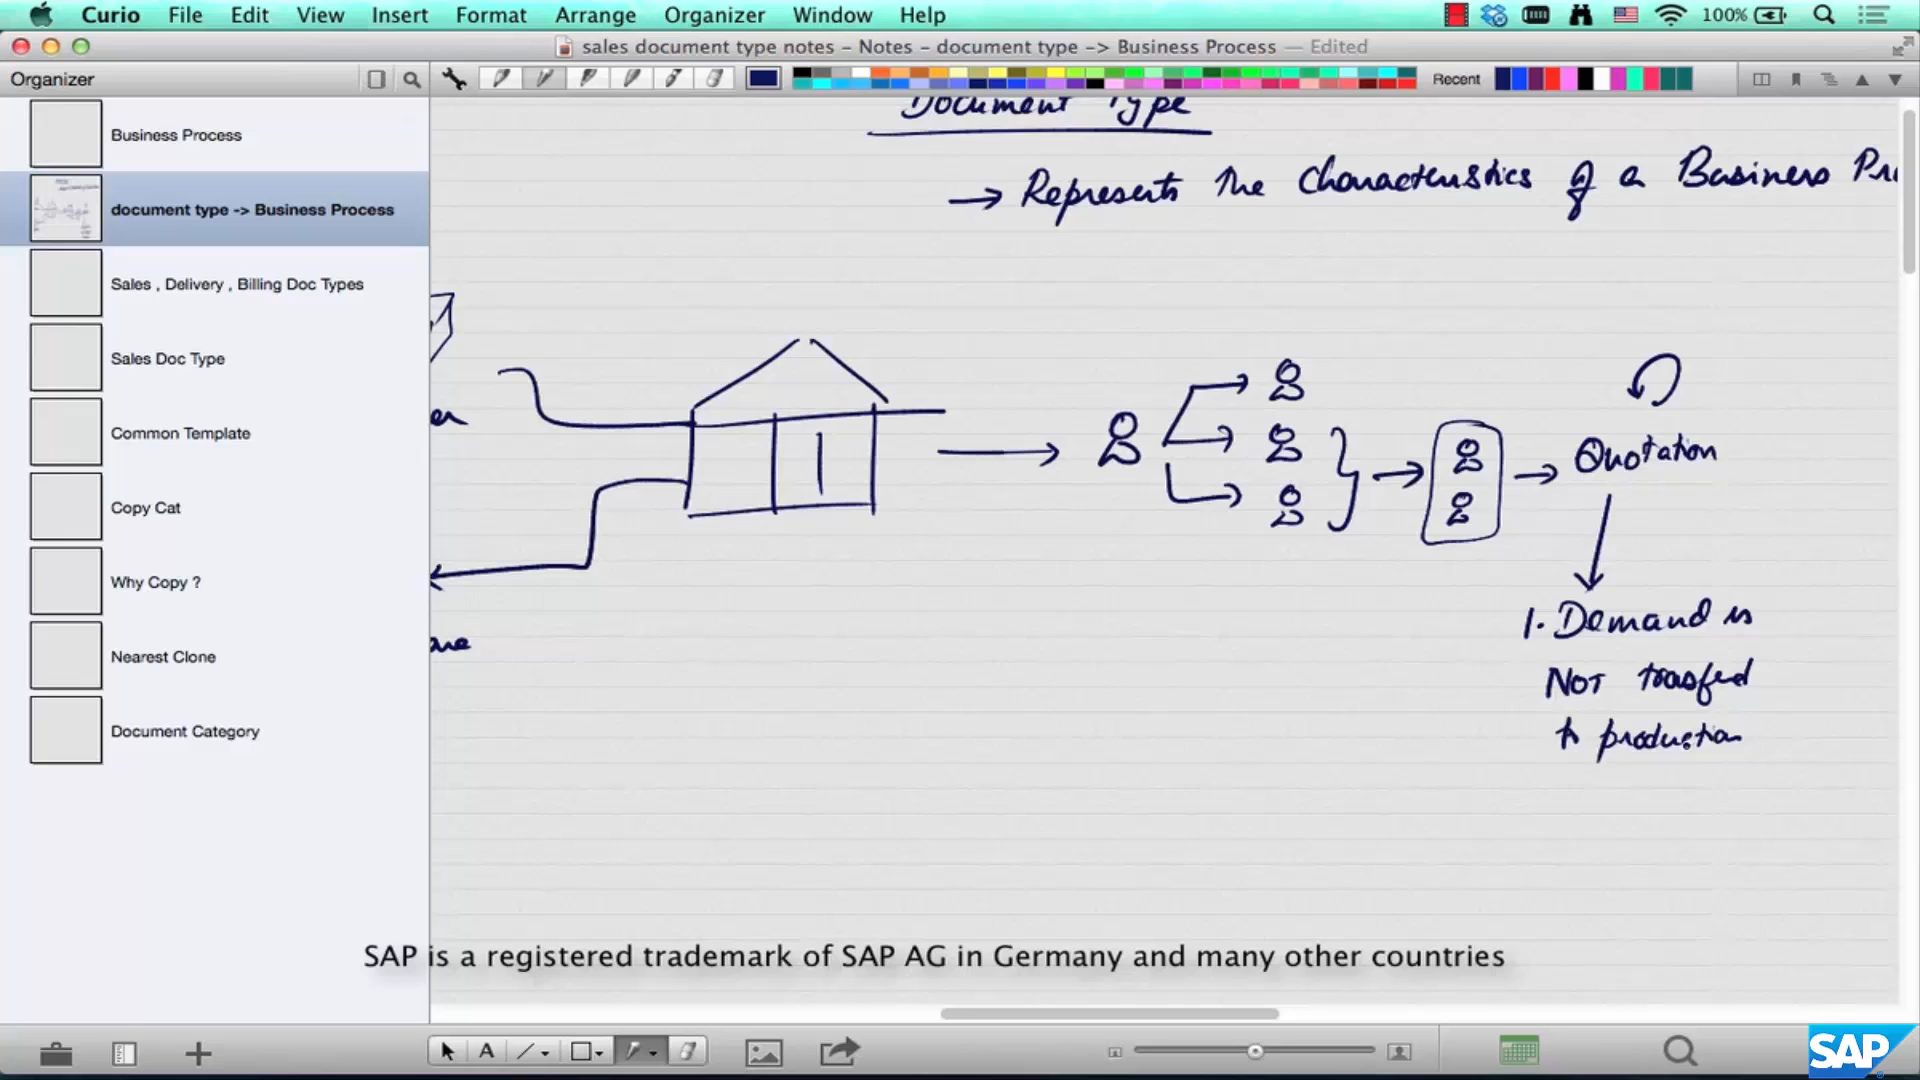 Curio File Edit View Insert Format Arrange Organizer Window Help 100%
sales document type notes – Notes – document type -> Business Process — Edited
Organizer
Recent
Business Process
document type -> Business Process
Sales , Delivery , Billing Doc Types
Sales Doc Type
Common Template
Copy Cat
Why Copy ?
Nearest Clone
Document Category
Document Type
→ Represents the Characteristics of a Business
er
Quotation
1. Demand is
NOT trasfed
to production
SAP is a registered trademark of SAP AG in Germany and many other countries
A
SAP